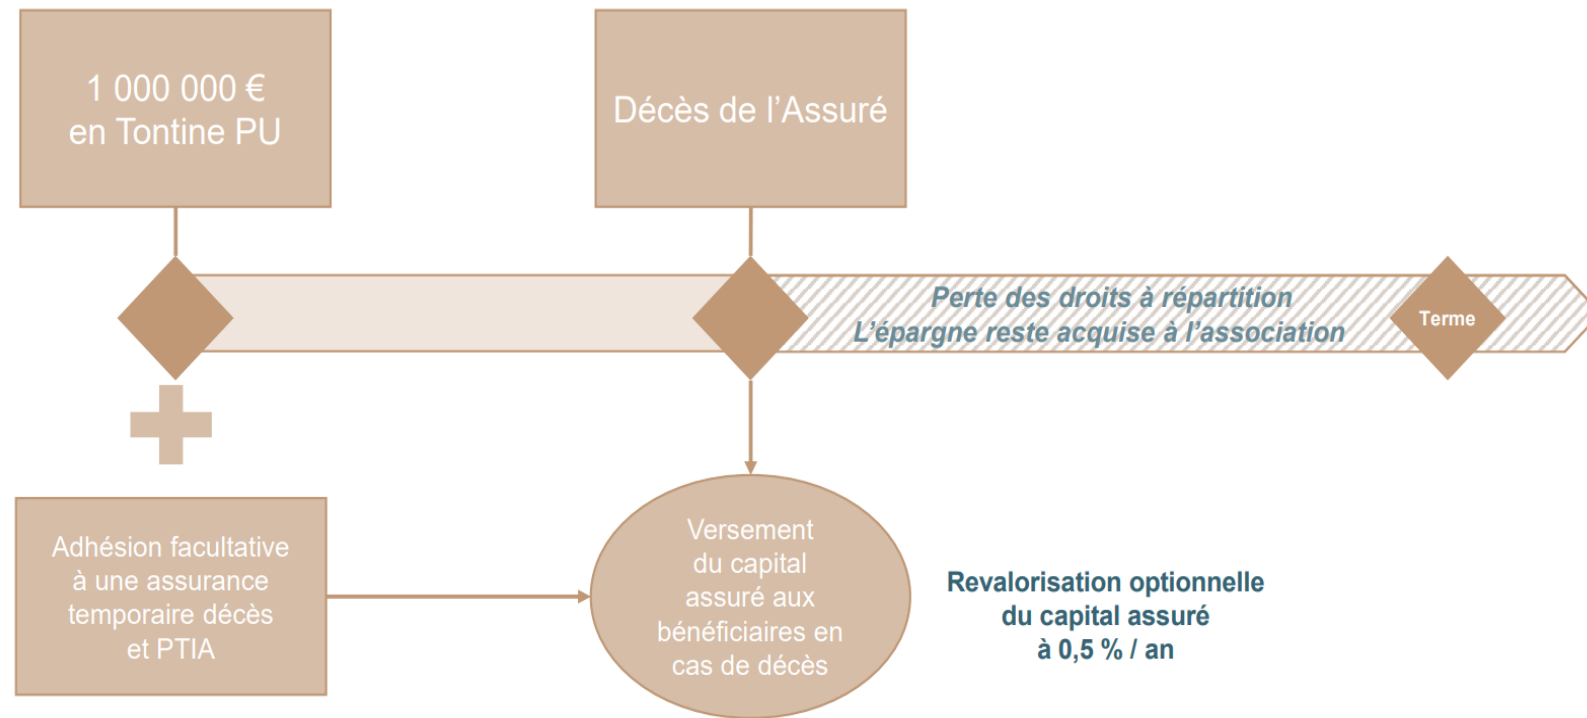 1 000 000 €
en Tontine PU
Décès de l’Assuré
Perte des droits à répartition
L’épargne reste acquise à l’association
Terme
Adhésion facultative
à une assurance
temporaire décès
et PTIA
Versement
du capital
assuré aux
bénéficiaires en
cas de décès
Revalorisation optionnelle
du capital assuré
à 0,5 % / an